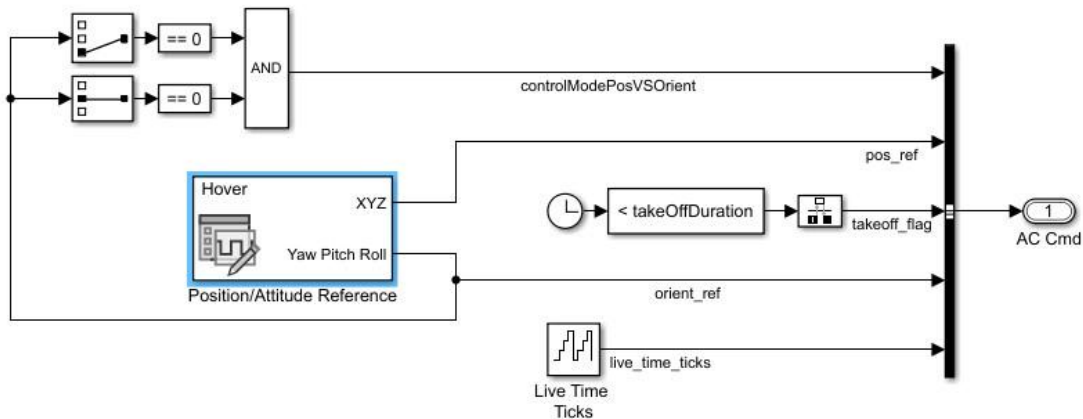 == 0
AND
== 0
controlModePosVSOrient
pos_ref
Hover
XYZ
Yaw Pitch Roll
Position/Attitude Reference
< takeOffDuration
takeoff_flag
1
AC Cmd
orient_ref
live_time_ticks
Live Time
Ticks